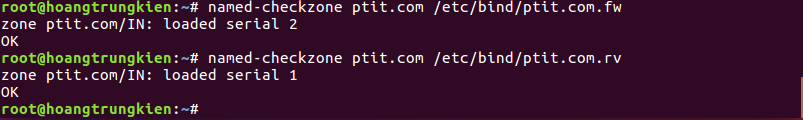 root@hoangtrungkien:~# named-checkzone ptit.com /etc/bind/ptit.com.fw
zone ptit.com/IN: loaded serial 2
OK
root@hoangtrungkien:~# named-checkzone ptit.com /etc/bind/ptit.com.rv
zone ptit.com/IN: loaded serial 1
OK
root@hoangtrungkien:~#